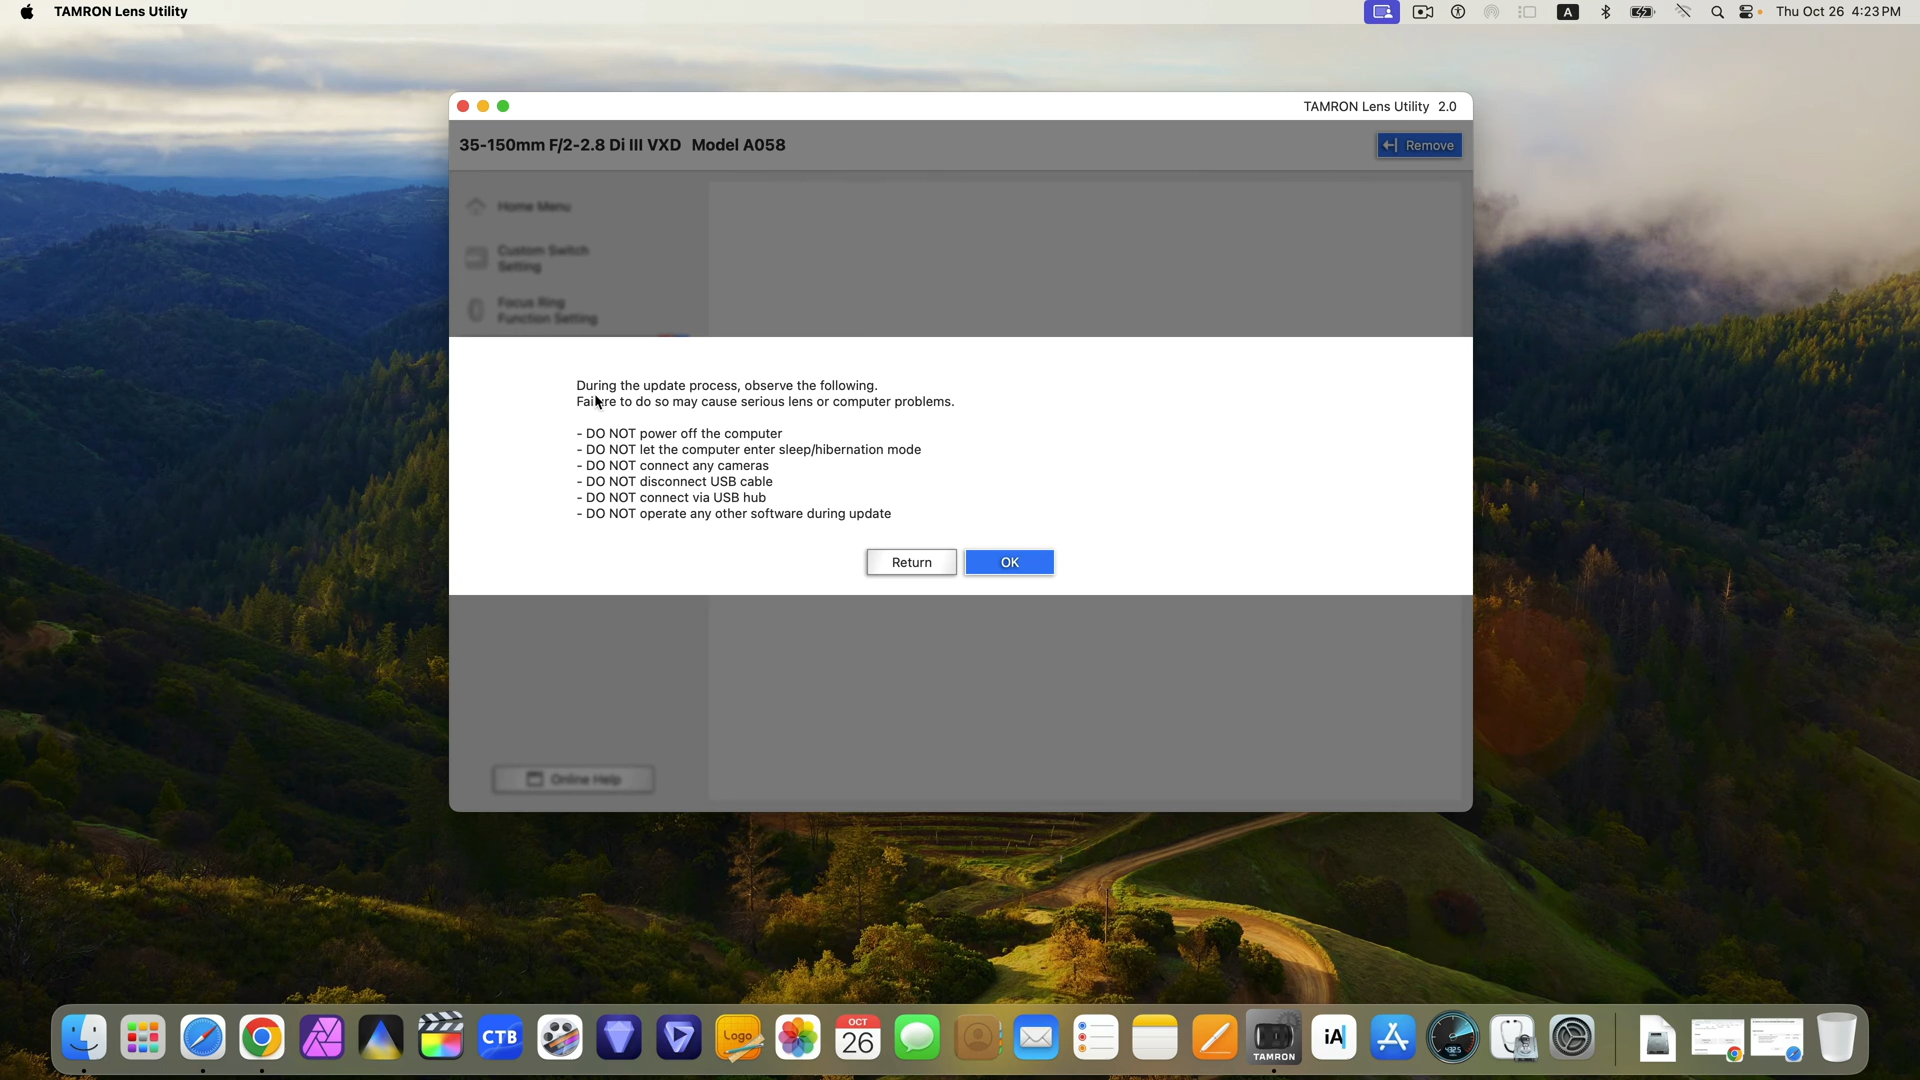 TAMRON Lens Utility
A
Thu Oct 26 4:23 PM
TAMRON Lens Utility 2.0
35-150mm F/2-2.8 Di III VXD Model A058
Remove
Home Menu
Custom Switch
Setting
Focus Ring
Function Setting
During the update process, observe the following.
Failure to do so may cause serious lens or computer problems.
- DO NOT power off the computer
- DO NOT let the computer enter sleep/hibernation mode
- DO NOT connect any cameras
- DO NOT disconnect USB cable
- DO NOT connect via USB hub
- DO NOT operate any other software during update
Return
OK
Online Help
CTB
Logo
OCT
26
TAMRON
iA
432.5